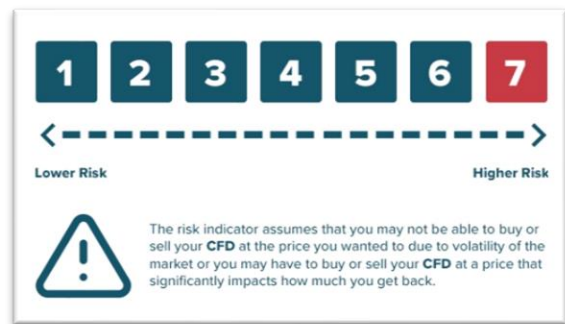 1 2 3 4 5 6 7
Lower Risk Higher Risk
The risk indicator assumes that you may not be able to buy or
sell your CFD at the price you wanted to due to volatility of the
market or you may have to buy or sell your CFD at a price that
significantly impacts how much you get back.